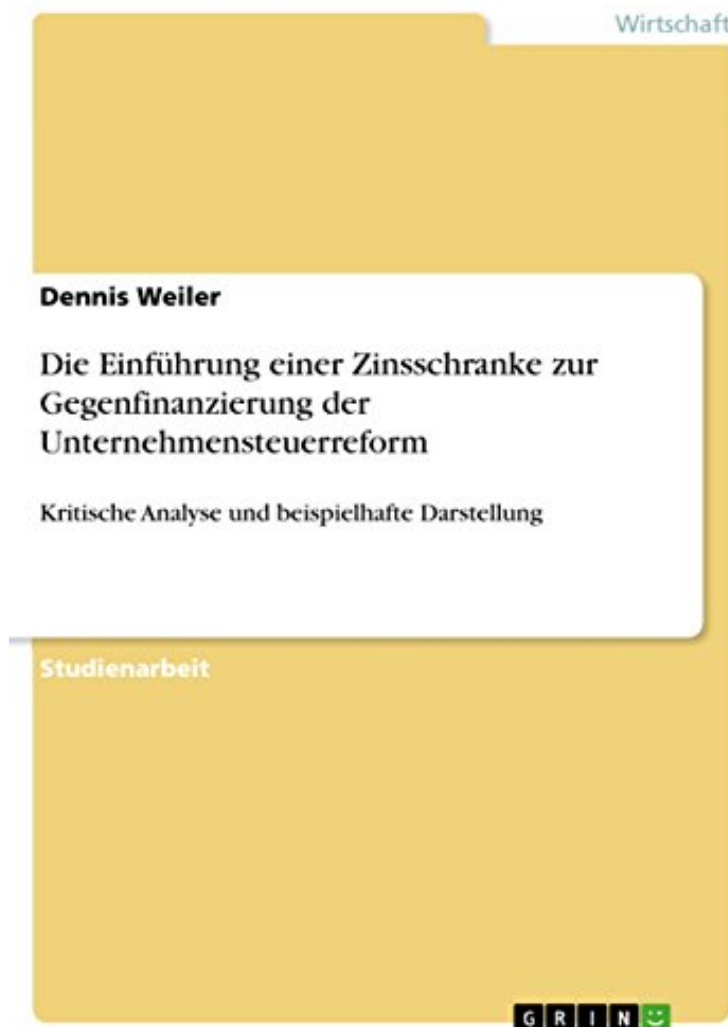 Wirtschaft
Dennis Weiler
Die Einführung einer Zinsschranke zur
Gegenfinanzierung der
Unternehmensteuerreform
Kritische Analyse und beispielhafte Darstellung
Studienarbeit
GRIN